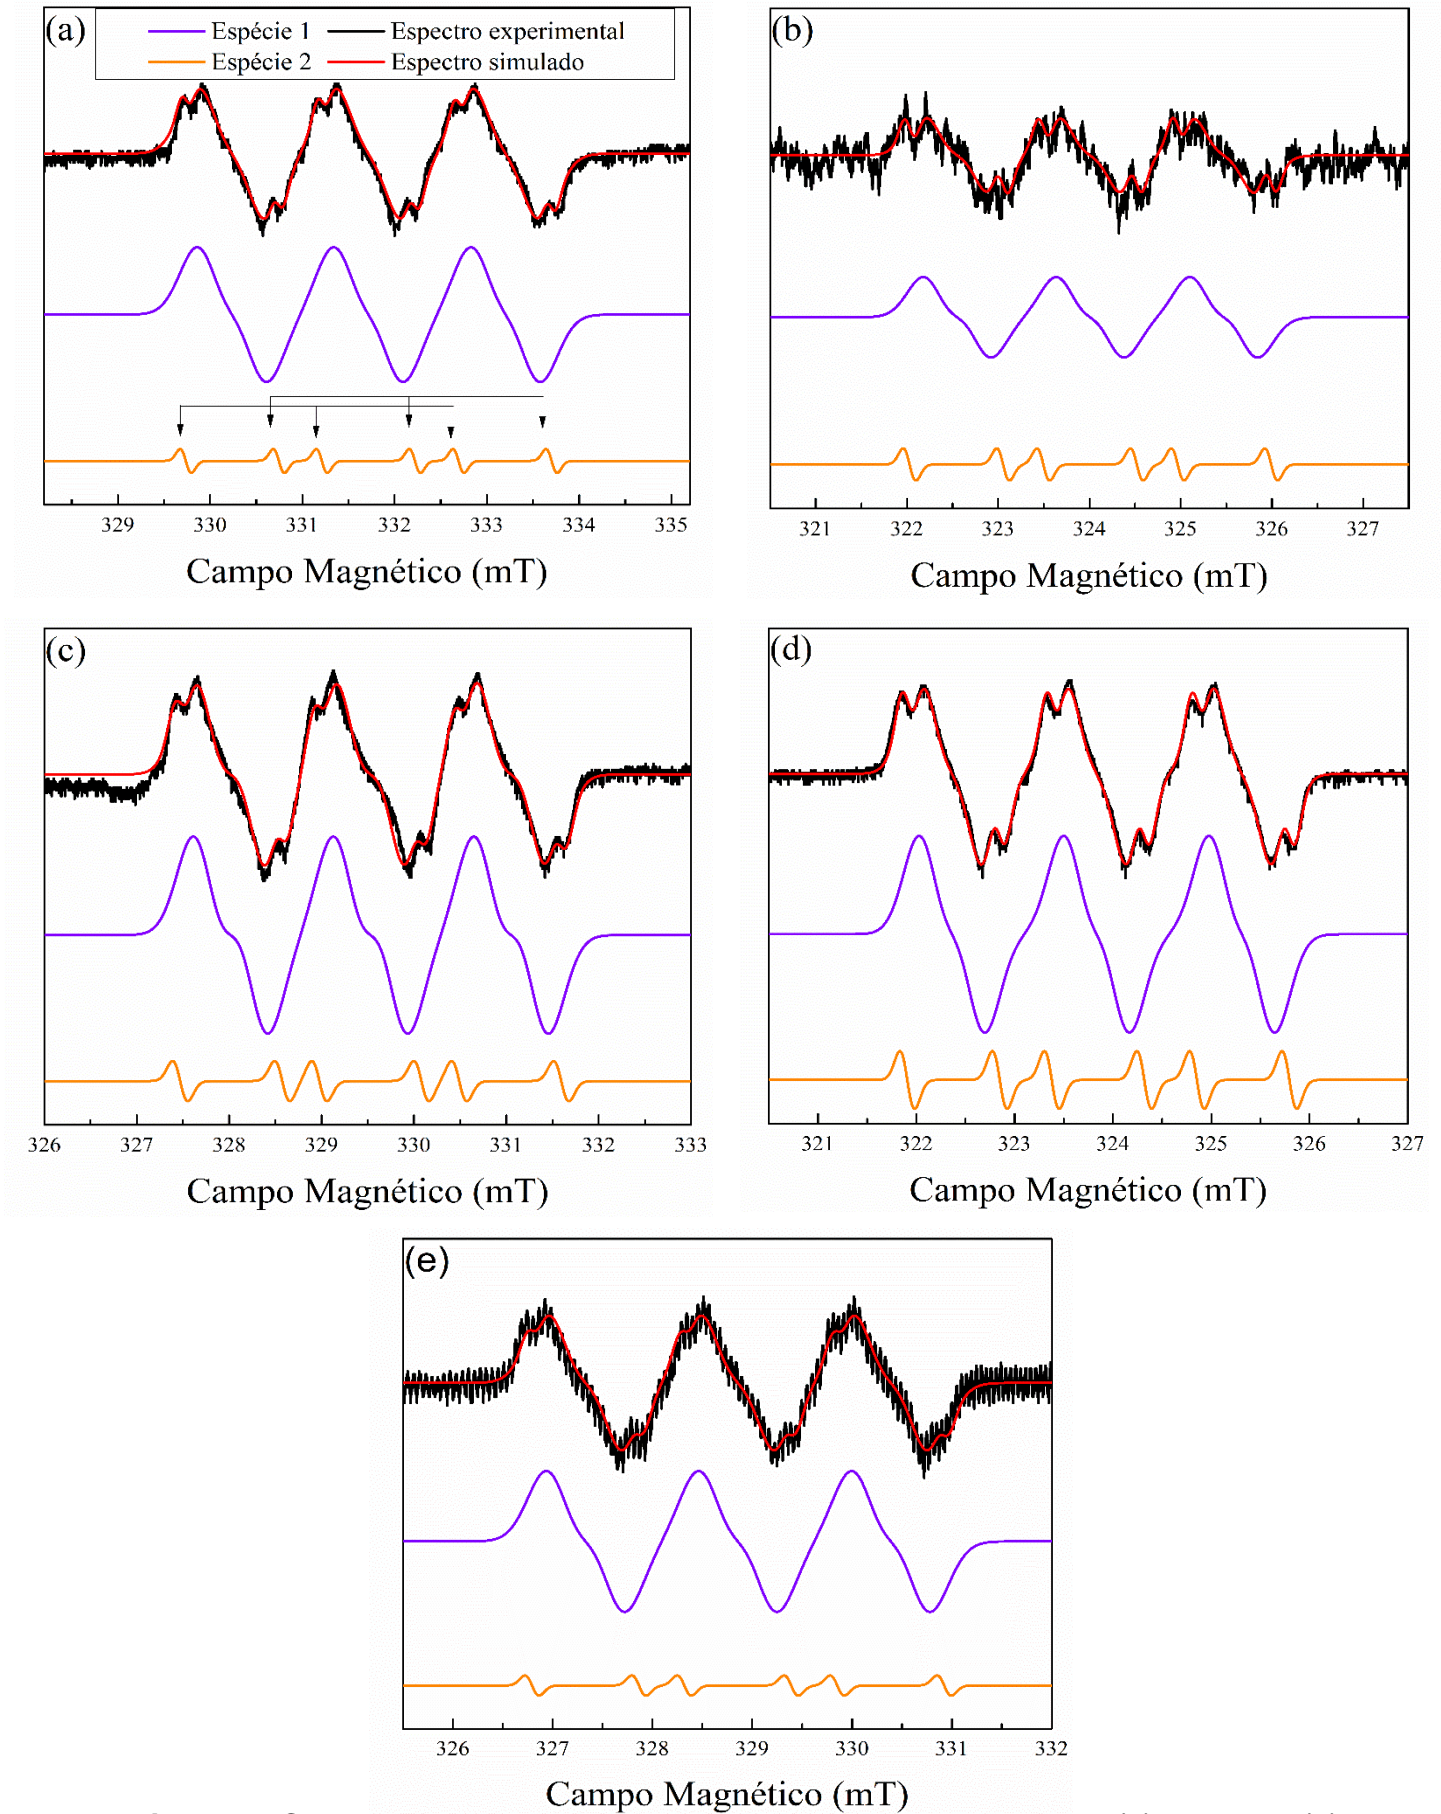 (a)
Espécie 1 Espectro experimental
Espécie 2 Espectro simulado
329 330 331 332 333 334 335
Campo Magnético (mT)
(b)
321 322 323 324 325 326 327
Campo Magnético (mT)
(c)
326 327 328 329 330 331 332 333
Campo Magnético (mT)
(d)
321 322 323 324 325 326 327
Campo Magnético (mT)
(e)
326 327 328 329 330 331 332
Campo Magnético (mT)